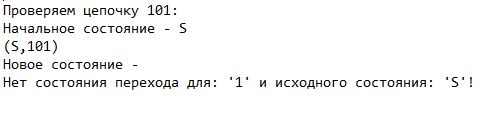 Проверяем цепочку 101:
Начальное состояние - S
(S,101)
Новое состояние -
Нет состояния перехода для: '1' и исходного состояния: 'S'!